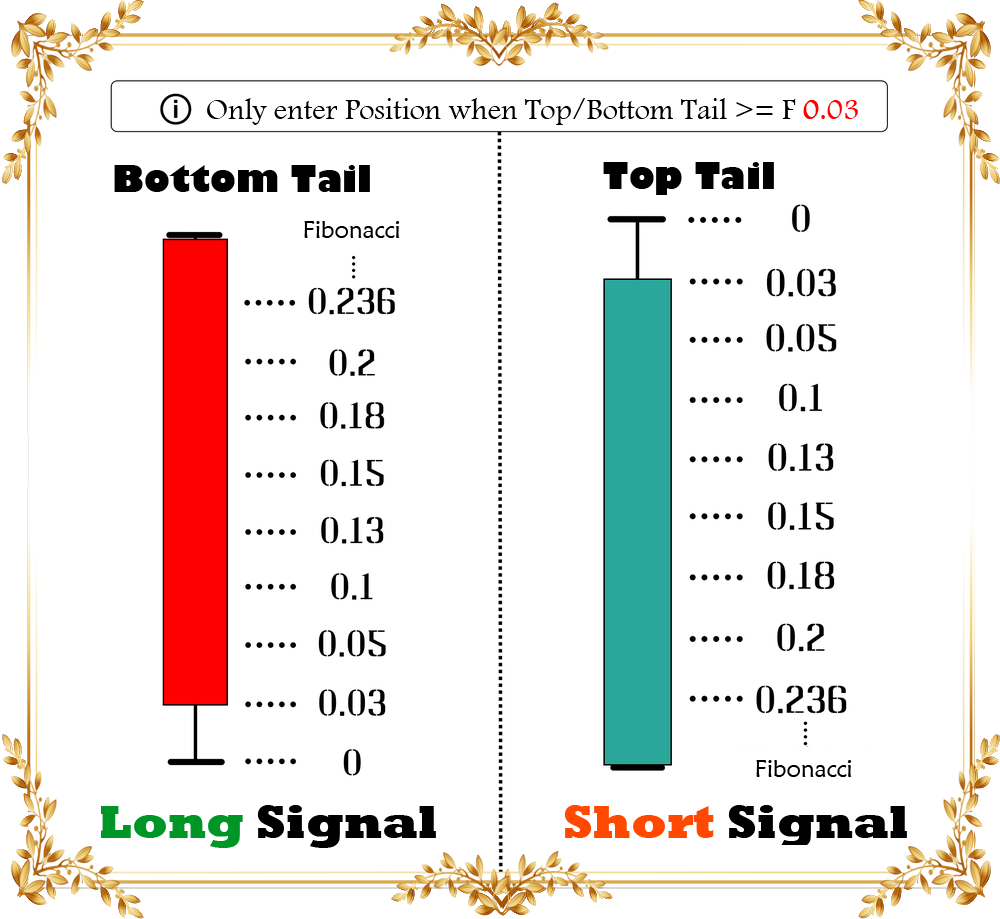 Only enter Position when Top/Bottom Tail >= F 0.03
Bottom Tail
Fibonacci
0.236
0.2
0.18
0.15
0.13
0.1
0.05
0.03
0
Long Signal
Top Tail
0
0.03
0.05
0.1
0.13
0.15
0.18
0.2
0.236
Fibonacci
Short Signal